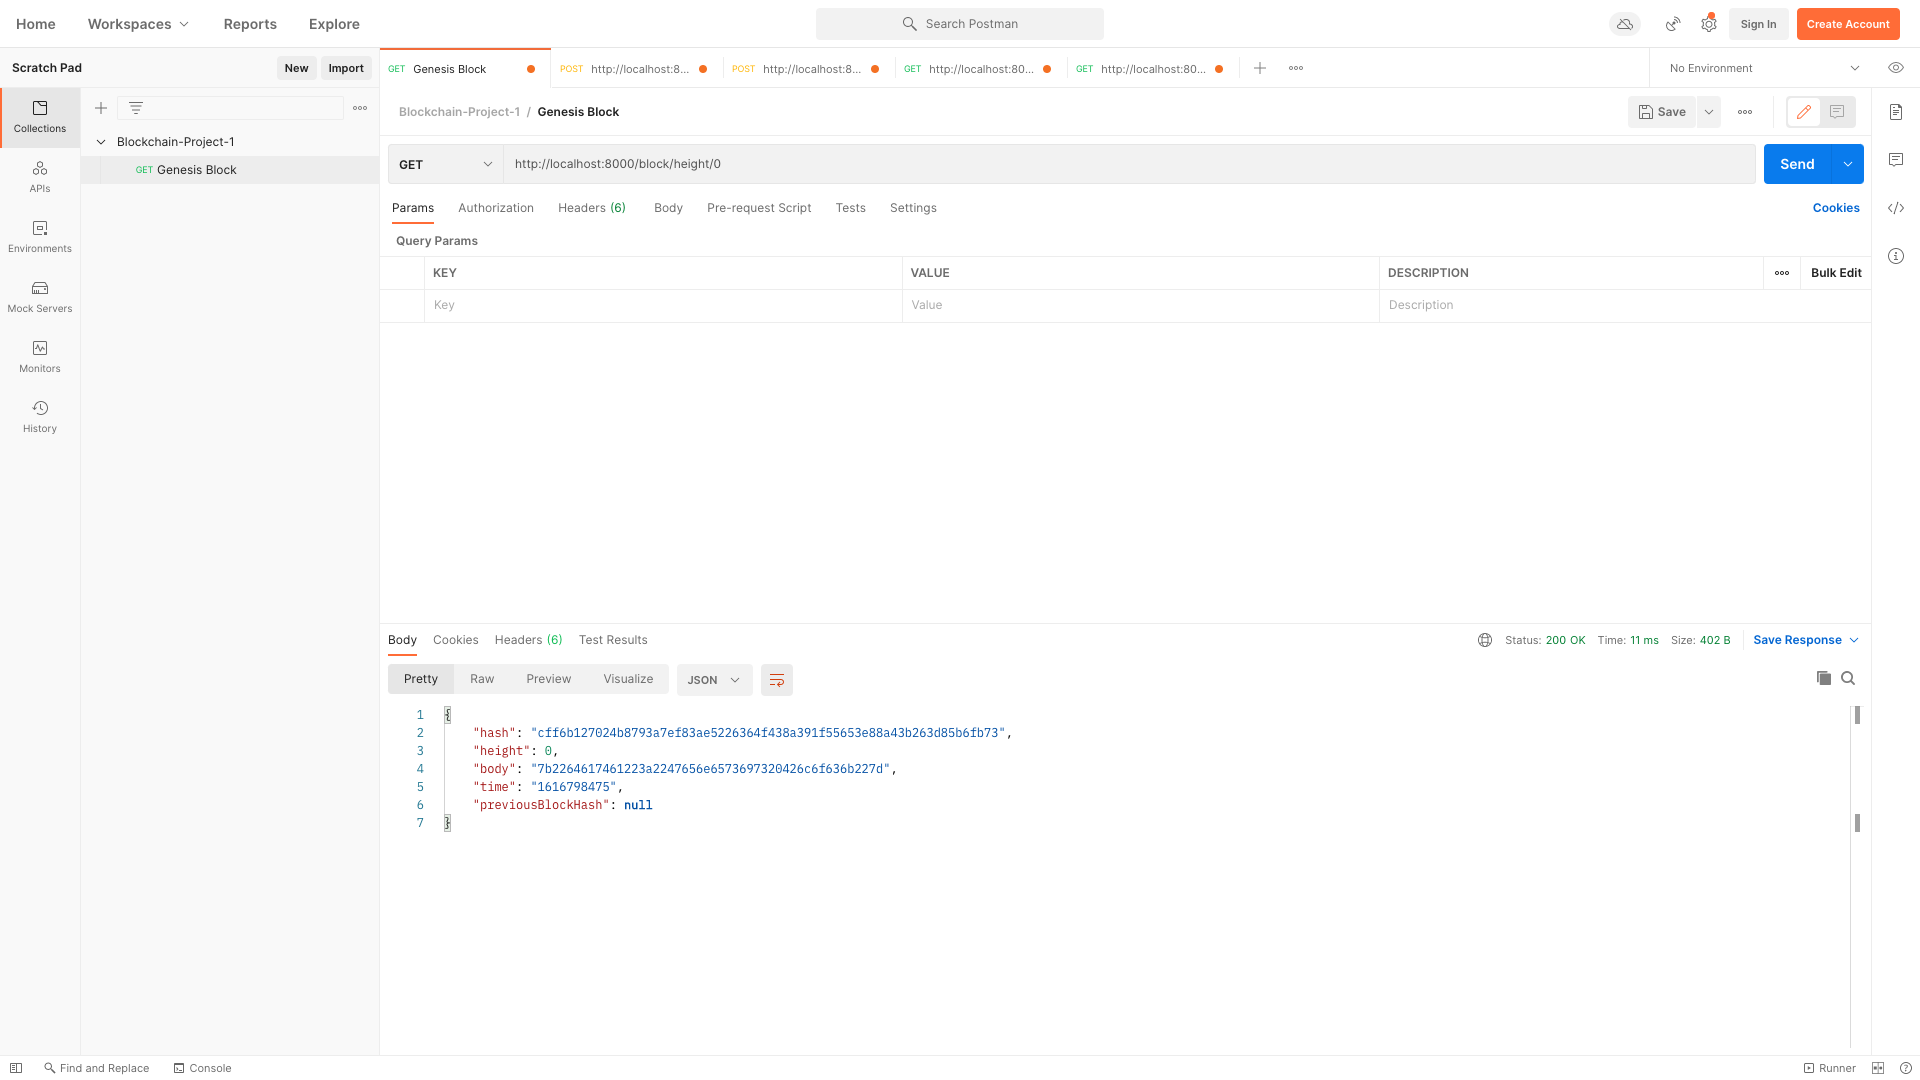 Home Workspaces Reports Explore Search Postman Sign In Create Account
Scratch Pad New Import
GET Genesis Block POST http://localhost:8... POST http://localhost:8... GET http://localhost:80... GET http://localhost:80... No Environment
Collections
APIs
Environments
Mock Servers
Monitors
History
Blockchain-Project-1
GET Genesis Block
Blockchain-Project-1 / Genesis Block Save
GET http://localhost:8000/block/height/0 Send
Params Authorization Headers (6) Body Pre-request Script Tests Settings Cookies
Query Params
KEY VALUE DESCRIPTION Bulk Edit
Key Value Description
Body Cookies Headers (6) Test Results Status: 200 OK Time: 11 ms Size: 402 B Save Response
Pretty Raw Preview Visualize JSON
1 {
2 "hash": "cff6b127024b8793a7ef83ae5226364f438a391f55653e88a43b263d85b6fb73",
3 "height": 0,
4 "body": "7b2264617461223a2247656e6573697320426c6f636b227d",
5 "time": "1616798475",
6 "previousBlockHash": null
7 }
Find and Replace Console Runner